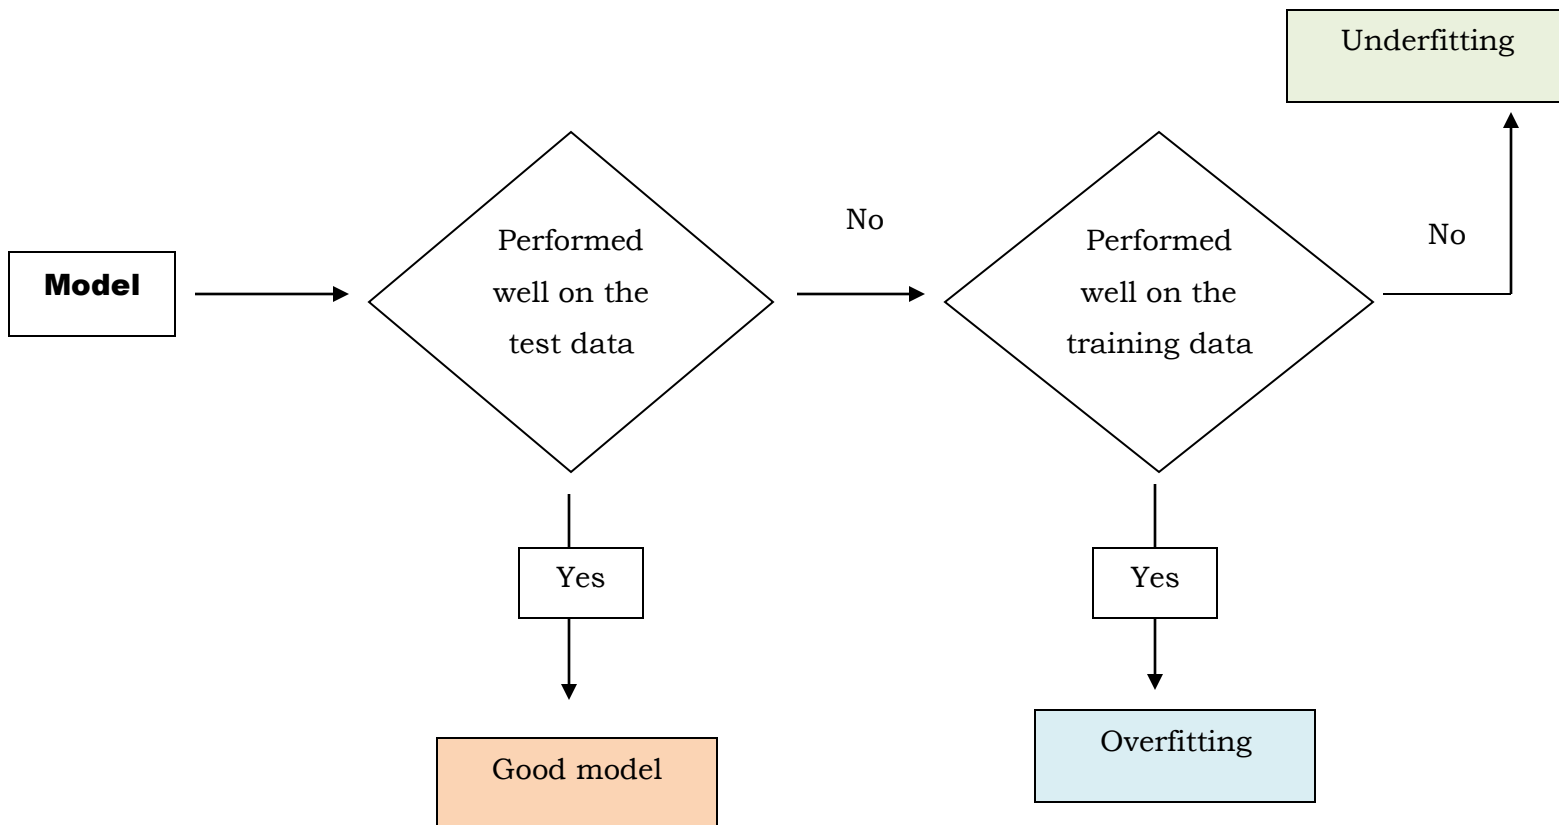 Underfitting
Model
Performed
well on the
test data
No
Performed
well on the
training data
No
Yes
Yes
Good model
Overfitting